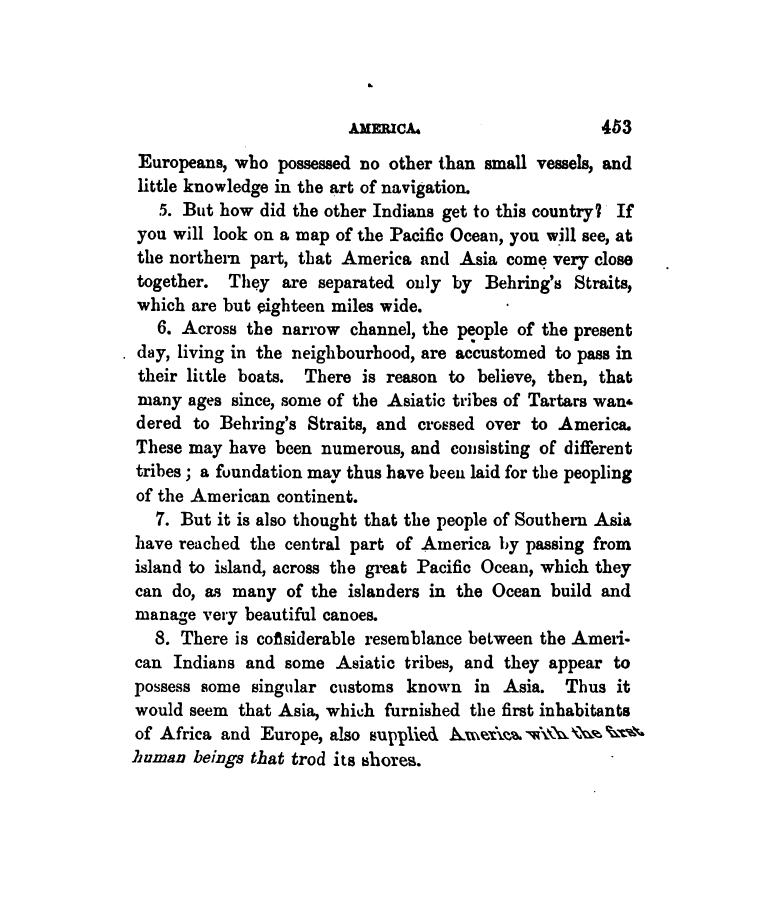 AMERICA. 453
Europeans, who possessed no other than small vessels, and
little knowledge in the art of navigation.
5. But how did the other Indians get to this country? If
you will look on a map of the Pacific Ocean, you will see, at
the northern part, that America and Asia come very close
together. They are separated only by Behring's Straits,
which are but eighteen miles wide.
6. Across the narrow channel, the people of the present
day, living in the neighbourhood, are accustomed to pass in
their little boats. There is reason to believe, then, that
many ages since, some of the Asiatic tribes of Tartars wan-
dered to Behring's Straits, and crossed over to America.
These may have been numerous, and consisting of different
tribes; a foundation may thus have been laid for the peopling
of the American continent.
7. But it is also thought that the people of Southern Asia
have reached the central part of America by passing from
island to island, across the great Pacific Ocean, which they
can do, as many of the islanders in the Ocean build and
manage very beautiful canoes.
8. There is considerable resemblance between the Ameri-
can Indians and some Asiatic tribes, and they appear to
possess some singular customs known in Asia. Thus it
would seem that Asia, which furnished the first inhabitants
of Africa and Europe, also supplied America with the first
human beings that trod its shores.